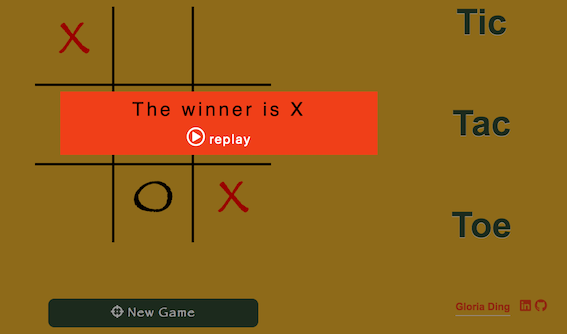 X
Tic
The winner is X
replay
Tac
O X
Toe
New Game
Gloria Ding